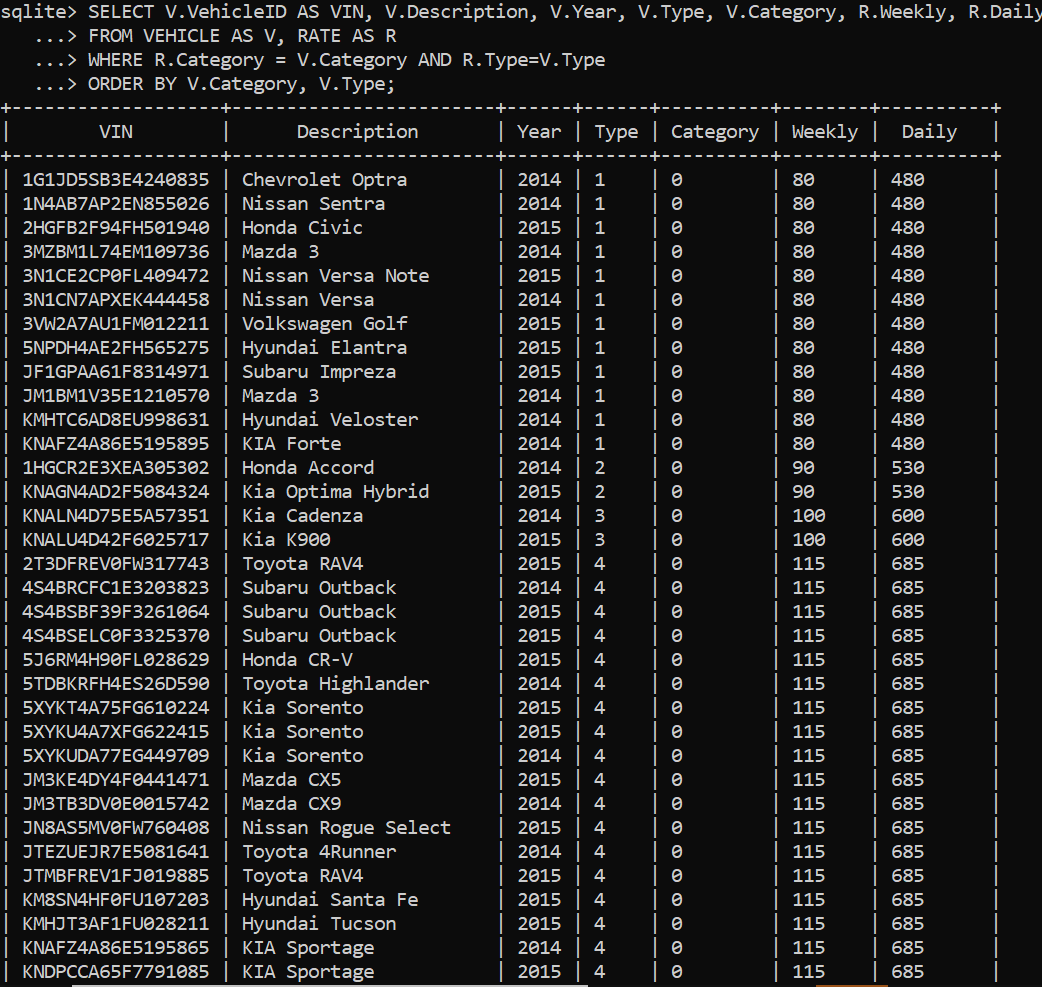 sqlite> SELECT V.VehicleID AS VIN, V.Description, V.Year, V.Type, V.Category, R.Weekly, R.Daily
   ...> FROM VEHICLE AS V, RATE AS R
   ...> WHERE R.Category = V.Category AND R.Type=V.Type
   ...> ORDER BY V.Category, V.Type;
+-------------------+-------------------------+------+------+----------+--------+----------+
|        VIN        |       Description       | Year | Type | Category | Weekly |  Daily   |
+-------------------+-------------------------+------+------+----------+--------+----------+
| 1G1JD5SB3E4240835 | Chevrolet Optra         | 2014 | 1    | 0        | 80     | 480      |
| 1N4AB7AP2EN855026 | Nissan Sentra           | 2014 | 1    | 0        | 80     | 480      |
| 2HGFB2F94FH501940 | Honda Civic             | 2015 | 1    | 0        | 80     | 480      |
| 3MZBM1L74EM109736 | Mazda 3                 | 2014 | 1    | 0        | 80     | 480      |
| 3N1CE2CP0FL409472 | Nissan Versa Note       | 2015 | 1    | 0        | 80     | 480      |
| 3N1CN7APXEK444458 | Nissan Versa            | 2014 | 1    | 0        | 80     | 480      |
| 3VW2A7AU1FM012211 | Volkswagen Golf         | 2015 | 1    | 0        | 80     | 480      |
| 5NPDH4AE2FH565275 | Hyundai Elantra         | 2015 | 1    | 0        | 80     | 480      |
| JF1GPAA61F8314971 | Subaru Impreza          | 2015 | 1    | 0        | 80     | 480      |
| JM1BM1V35E1210570 | Mazda 3                 | 2014 | 1    | 0        | 80     | 480      |
| KMHTC6AD8EU998631 | Hyundai Veloster        | 2014 | 1    | 0        | 80     | 480      |
| KNAFZ4A86E5195895 | KIA Forte               | 2014 | 1    | 0        | 80     | 480      |
| 1HGCR2E3XEA305302 | Honda Accord            | 2014 | 2    | 0        | 90     | 530      |
| KNAGN4AD2F5084324 | Kia Optima Hybrid       | 2015 | 2    | 0        | 90     | 530      |
| KNALN4D75E5A57351 | Kia Cadenza             | 2014 | 3    | 0        | 100    | 600      |
| KNALU4D42F6025717 | Kia K900                | 2015 | 3    | 0        | 100    | 600      |
| 2T3DFREV0FW317743 | Toyota RAV4             | 2015 | 4    | 0        | 115    | 685      |
| 4S4BRCFC1E3203823 | Subaru Outback          | 2014 | 4    | 0        | 115    | 685      |
| 4S4BSBF39F3261064 | Subaru Outback          | 2015 | 4    | 0        | 115    | 685      |
| 4S4BSELC0F3325370 | Subaru Outback          | 2015 | 4    | 0        | 115    | 685      |
| 5J6RM4H90FL028629 | Honda CR-V              | 2015 | 4    | 0        | 115    | 685      |
| 5TDBKRFH4ES26D590 | Toyota Highlander       | 2014 | 4    | 0        | 115    | 685      |
| 5XYKT4A75FG610224 | Kia Sorento             | 2015 | 4    | 0        | 115    | 685      |
| 5XYKU4A7XFG622415 | Kia Sorento             | 2015 | 4    | 0        | 115    | 685      |
| 5XYKUDA77EG449709 | Kia Sorento             | 2014 | 4    | 0        | 115    | 685      |
| JM3KE4DY4F0441471 | Mazda CX5               | 2015 | 4    | 0        | 115    | 685      |
| JM3TB3DV0E0015742 | Mazda CX9               | 2014 | 4    | 0        | 115    | 685      |
| JN8AS5MV0FW760408 | Nissan Rogue Select     | 2015 | 4    | 0        | 115    | 685      |
| JTEZUEJR7E5081641 | Toyota 4Runner          | 2014 | 4    | 0        | 115    | 685      |
| JTMBFREV1FJ019885 | Toyota RAV4             | 2015 | 4    | 0        | 115    | 685      |
| KM8SN4HF0FU107203 | Hyundai Santa Fe        | 2015 | 4    | 0        | 115    | 685      |
| KMHJT3AF1FU028211 | Hyundai Tucson          | 2015 | 4    | 0        | 115    | 685      |
| KNAFZ4A86E5195865 | KIA Sportage            | 2014 | 4    | 0        | 115    | 685      |
| KNDPCCA65F7791085 | KIA Sportage            | 2015 | 4    | 0        | 115    | 685      |